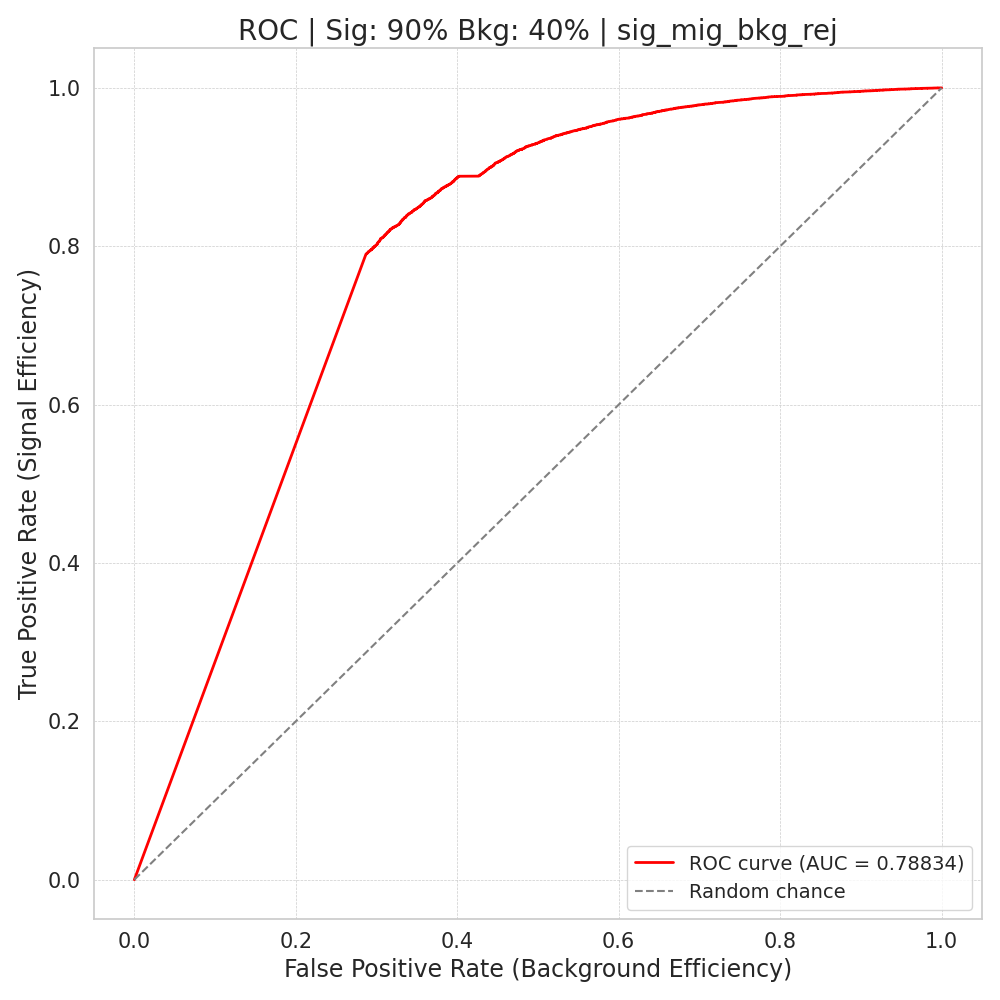 ROC | Sig: 90% Bkg: 40% | sig_mig_bkg_rej
True Positive Rate (Signal Efficiency)
1.0
0.8
0.6
0.4
0.2
0.0
ROC curve (AUC = 0.78834)
Random chance
0.0 0.2 0.4 0.6 0.8 1.0
False Positive Rate (Background Efficiency)